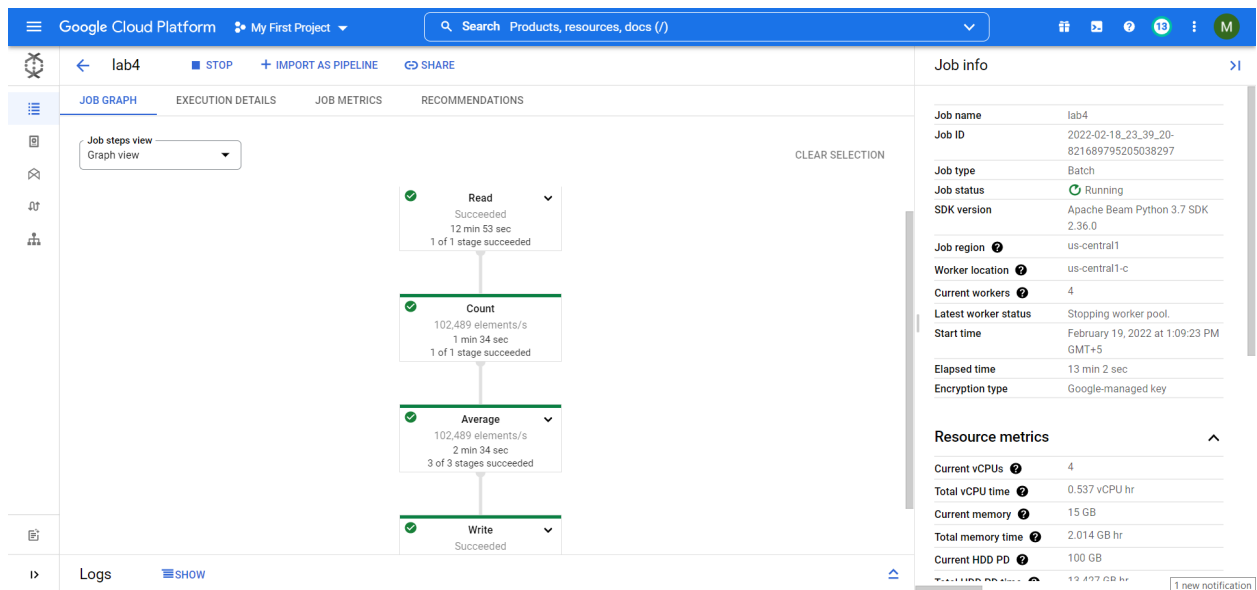 Google Cloud Platform
My First Project
Search Products, resources, docs (/)
13
M
lab4
STOP
IMPORT AS PIPELINE
SHARE
JOB GRAPH
EXECUTION DETAILS
JOB METRICS
RECOMMENDATIONS
Job steps view
Graph view
CLEAR SELECTION
Read
Succeeded
12 min 53 sec
1 of 1 stage succeeded
Count
102,489 elements/s
1 min 34 sec
1 of 1 stage succeeded
Average
102,489 elements/s
2 min 34 sec
3 of 3 stages succeeded
Write
Succeeded
Logs
SHOW
Job info
Job name lab4
Job ID 2022-02-18_23_39_20-
821689795205038297
Job type Batch
Job status Running
SDK version Apache Beam Python 3.7 SDK
2.36.0
Job region us-central1
Worker location us-central1-c
Current workers 4
Latest worker status Stopping worker pool.
Start time February 19, 2022 at 1:09:23 PM
GMT+5
Elapsed time 13 min 2 sec
Encryption type Google-managed key
Resource metrics
Current vCPUs 4
Total vCPU time 0.537 vCPU hr
Current memory 15 GB
Total memory time 2.014 GB hr
Current HDD PD 100 GB
Total HDD PD time 13.427 GB hr
1 new notification